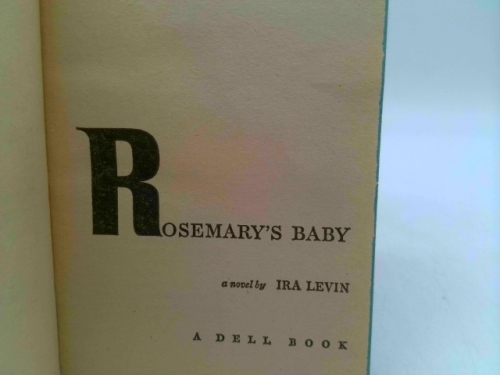 ROSEMARY'S BABY
a novel by IRA LEVIN
A DELL BOOK